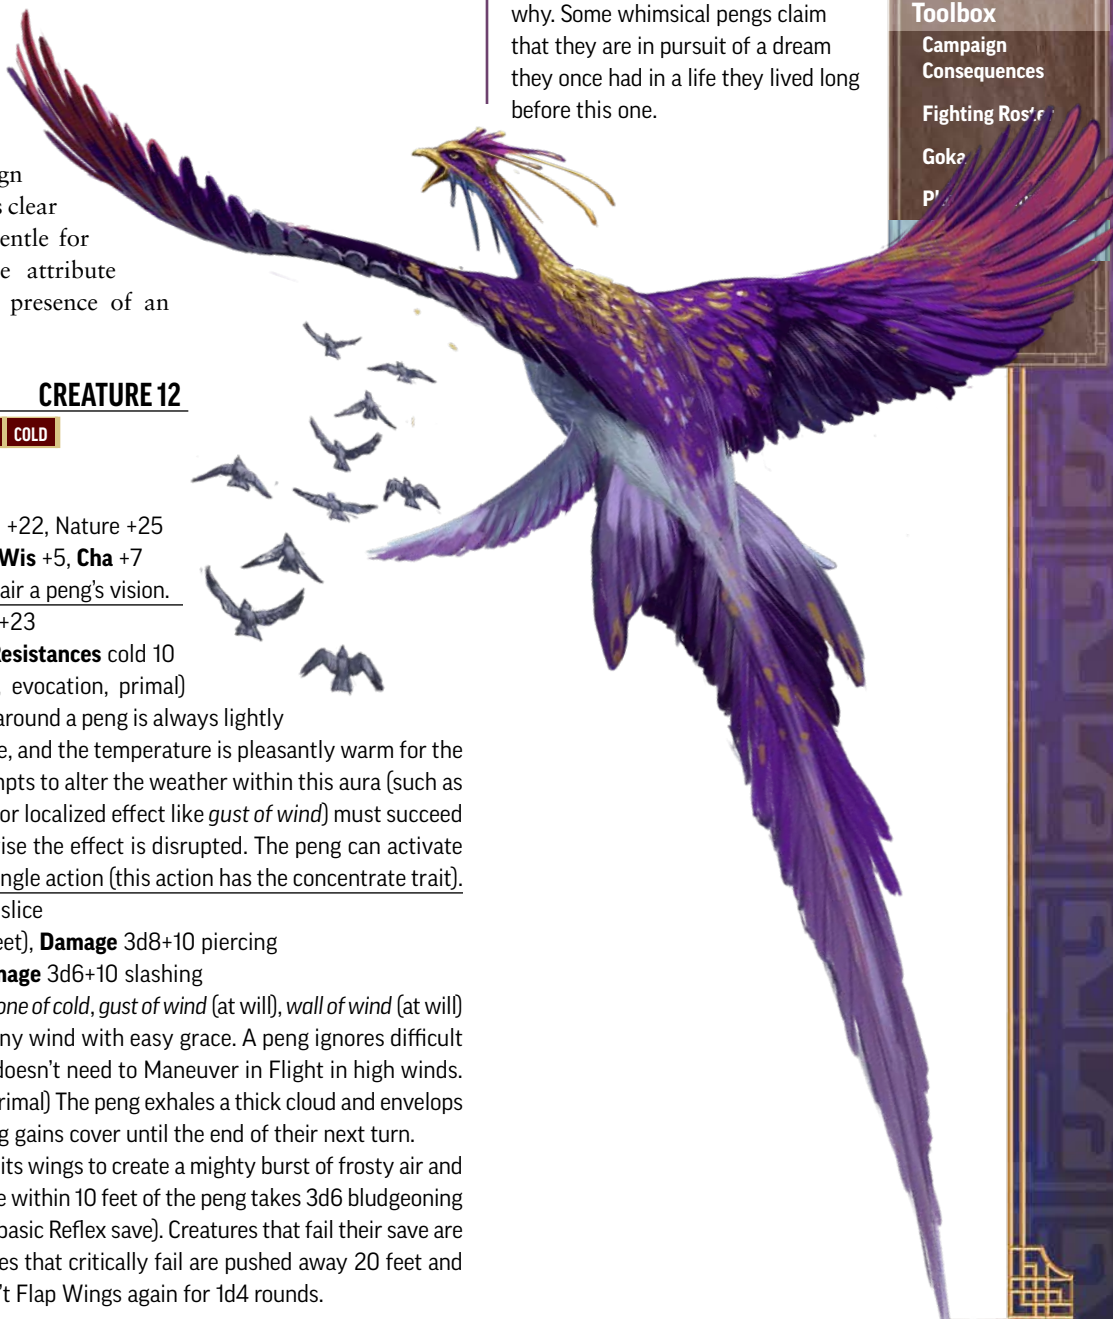 why. Some whimsical pengs claim
that they are in pursuit of a dream
they once had in a life they lived long
before this one.
Toolbox
Campaign
Consequences
Fighting Roster
Goka
gn
s clear
entle for
e attribute
presence of an
CREATURE 12
COLD
+22, Nature +25
Wis +5, Cha +7
air a peng's vision.
+23
Resistances cold 10
evocation, primal)
around a peng is always lightly
e, and the temperature is pleasantly warm for the
mpts to alter the weather within this aura (such as
or localized effect like gust of wind) must succeed
ise the effect is disrupted. The peng can activate
ngle action (this action has the concentrate trait).
slice
eet), Damage 3d8+10 piercing
mage 3d6+10 slashing
one of cold, gust of wind (at will), wall of wind (at will)
ny wind with easy grace. A peng ignores difficult
doesn't need to Maneuver in Flight in high winds.
rimal) The peng exhales a thick cloud and envelops
g gains cover until the end of their next turn.
its wings to create a mighty burst of frosty air and
e within 10 feet of the peng takes 3d6 bludgeoning
basic Reflex save). Creatures that fail their save are
es that critically fail are pushed away 20 feet and
't Flap Wings again for 1d4 rounds.